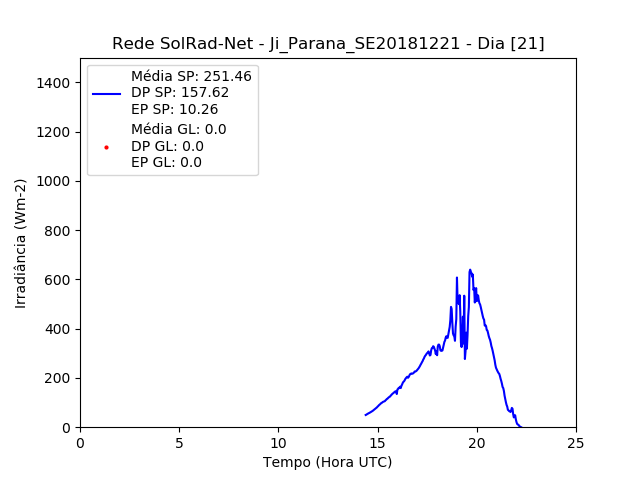 Rede SolRad-Net - Ji_Parana_SE20181221 - Dia [21]
Média SP: 251.46
DP SP: 157.62
EP SP: 10.26
Média GL: 0.0
DP GL: 0.0
EP GL: 0.0
1400
1200
1000
800
600
400
200
0
Irradiância (Wm-2)
0 5 10 15 20 25
Tempo (Hora UTC)